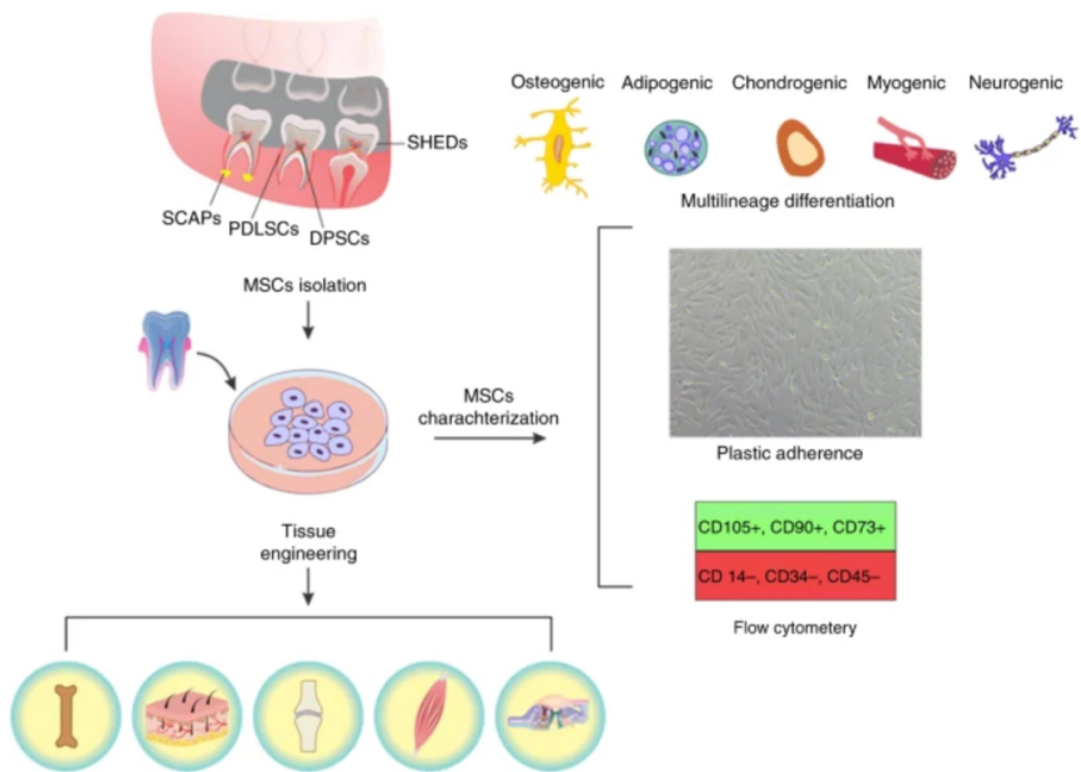 Osteogenic
Adipogenic
Chondrogenic
Myogenic
Neurogenic
Multilineage differentiation
SHEDs
SCAPs
PDLSCs
DPSCs
MSCs isolation
MSCs
charachterization
Plastic adherence
CD105+, CD90+, CD73+
CD 14–, CD34–, CD45–
Flow cytometery
Tissue
engineering